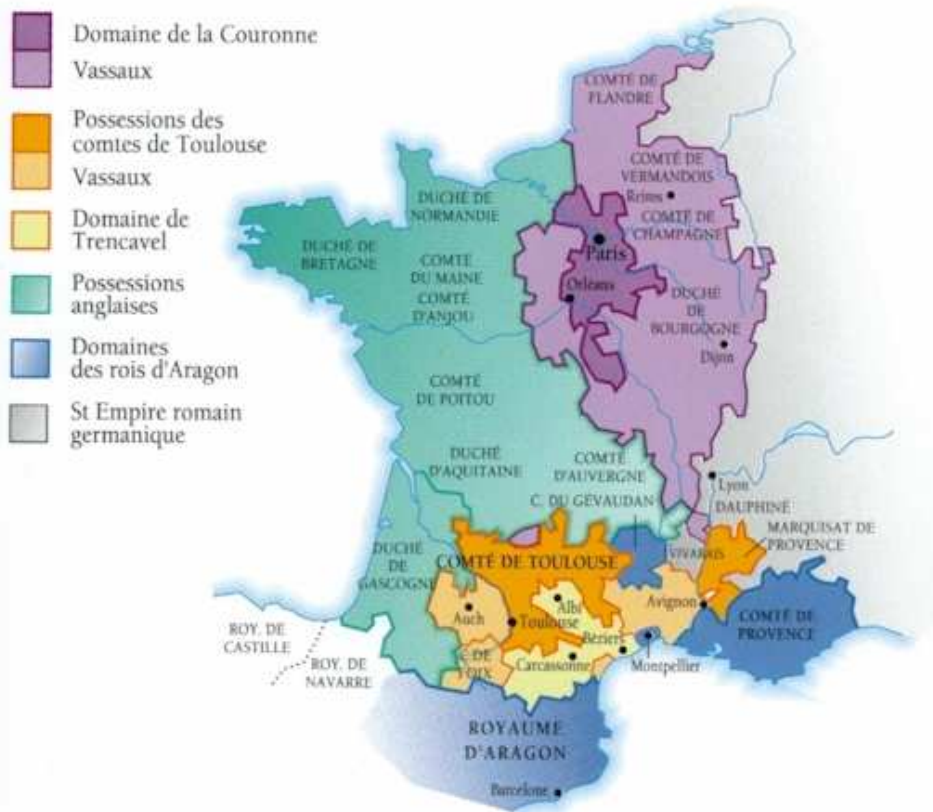 Domaine de la Couronne
Vassaux
Possessions des
comtes de Toulouse
Vassaux
Domaine de
Trencavel
Possessions
anglaises
Domaines
des rois d'Aragon
St Empire romain
germanique
COMTÉ DE
FLANDRE
COMTÉ DE
VERMANDOIS
Reims
COMTÉ DE
CHAMPAGNE
DUCHÉ DE
NORMANDIE
Paris
DUCHÉ DE
BRETAGNE
COMTÉ
DU MAINE
COMTÉ
D'ANJOU
Orléans
DUCHÉ
DE
BOURGOGNE
Dijon
COMTÉ
DE POITOU
DUCHÉ
D'AQUITAINE
COMTÉ
D'AUVERGNE
C. DU GÉVAUDAN
Lyon
DAUPHINÉ
MARQUISAT DE
PROVENCE
VIVARAIS
DUCHÉ
DE
GASCOGNE
COMTÉ DE TOULOUSE
Auch
Albi
Toulouse
Avignon
COMTÉ DE
PROVENCE
Béziers
Montpellier
Carcassonne
C. DE
FOIX
ROY. DE
CASTILLE
ROY. DE
NAVARRE
ROYAUME
D'ARAGON
Barcelone